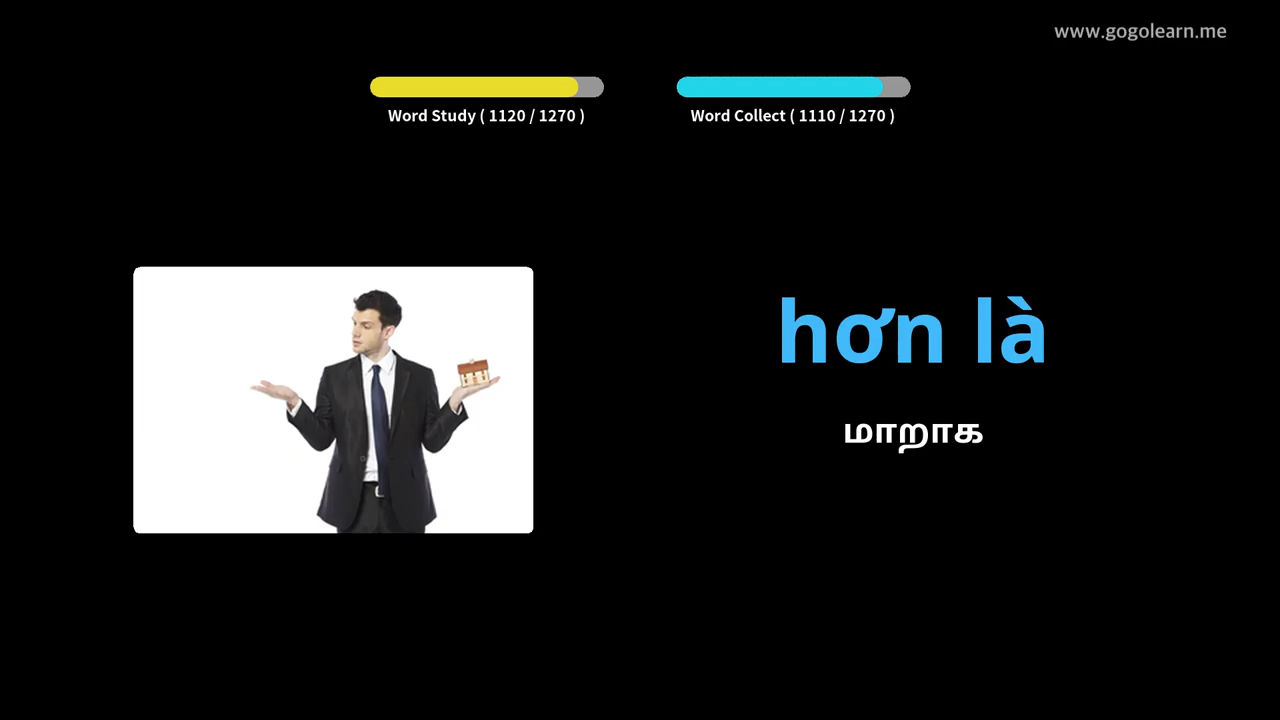 www.gogolearn.me
Word Study ( 1120 / 1270 )
Word Collect ( 1110 / 1270 )
hơn là
மாறாக